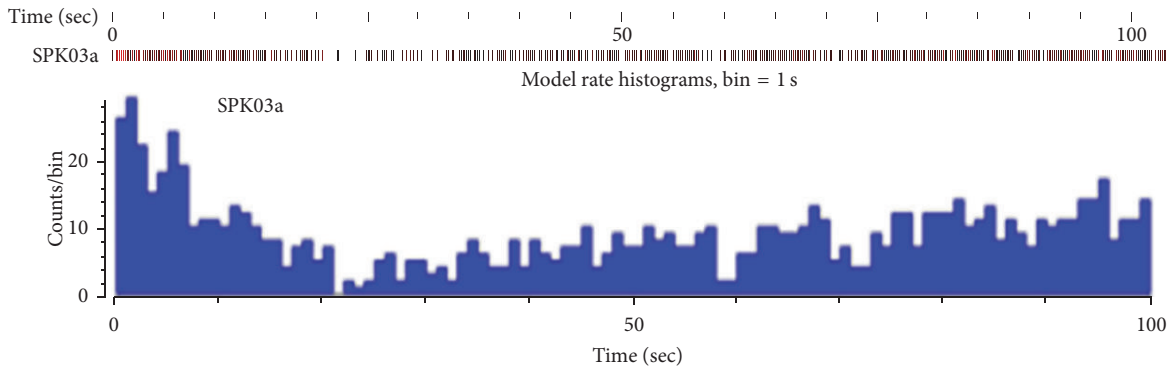 Time (sec)
0 50 100
SPK03a
Model rate histograms, bin = 1 s
SPK03a
Counts/bin
20
10
0
0 50 100
Time (sec)